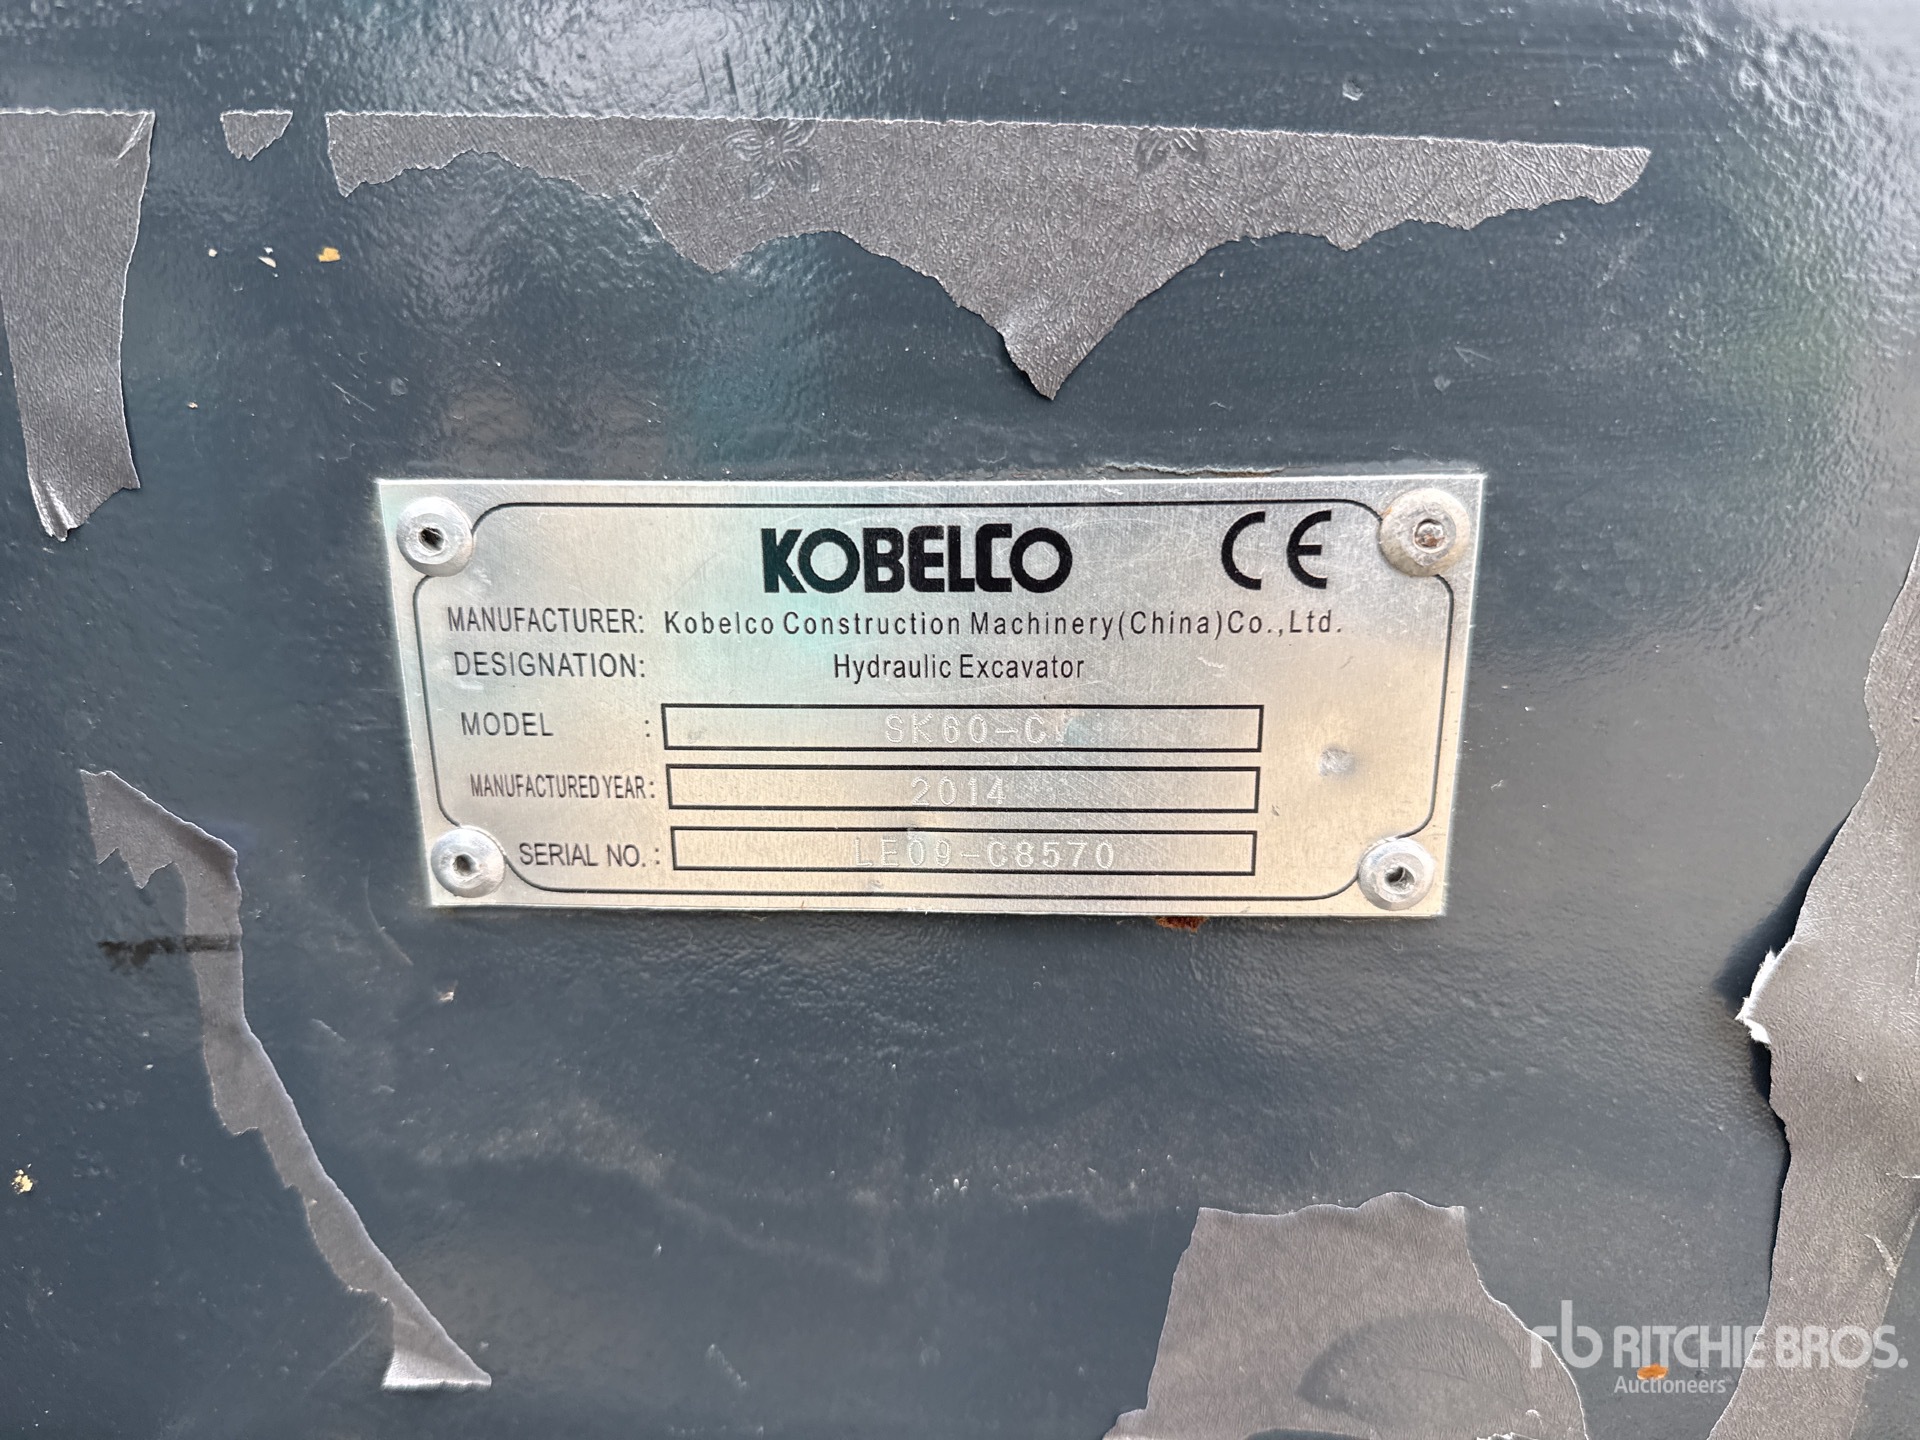 KOBELCO CE
MANUFACTURER: Kobelco Construction Machinery(China)Co.,Ltd.
DESIGNATION: Hydraulic Excavator
MODEL :
MANUFACTURED YEAR: 2014
SERIAL NO.: LE09-C8570
rb RITCHIE BROS.
Auctioneers